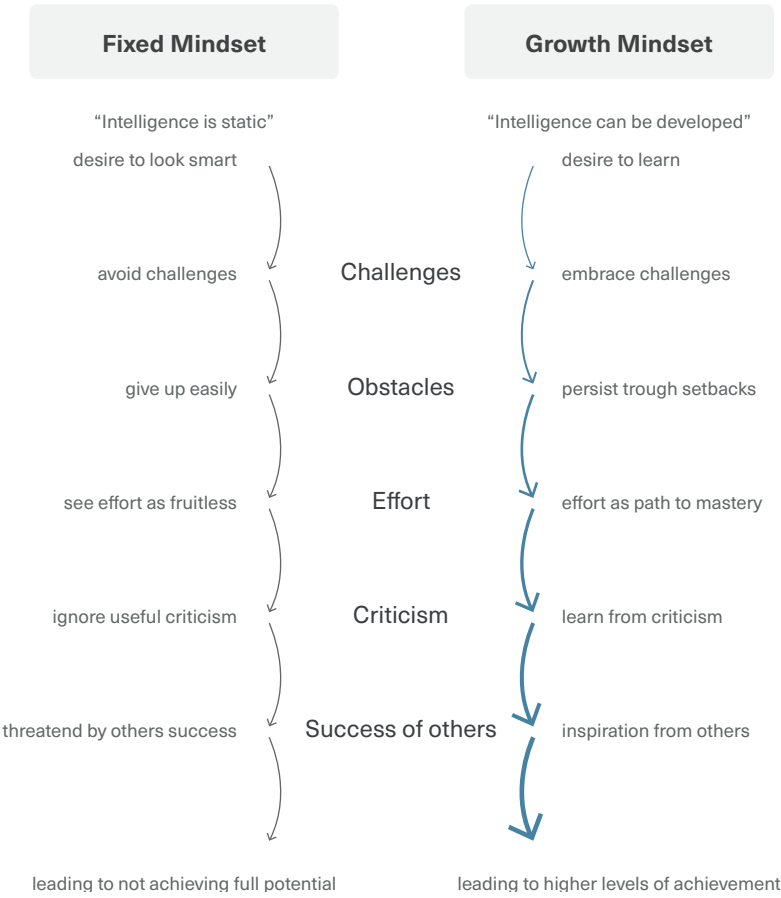 Fixed Mindset
Growth Mindset
“Intelligence is static”
“Intelligence can be developed”
desire to look smart
desire to learn
avoid challenges
Challenges
embrace challenges
give up easily
Obstacles
persist trough setbacks
see effort as fruitless
Effort
effort as path to mastery
ignore useful criticism
Criticism
learn from criticism
threatend by others success
Success of others
inspiration from others
leading to not achieving full potential
leading to higher levels of achievement